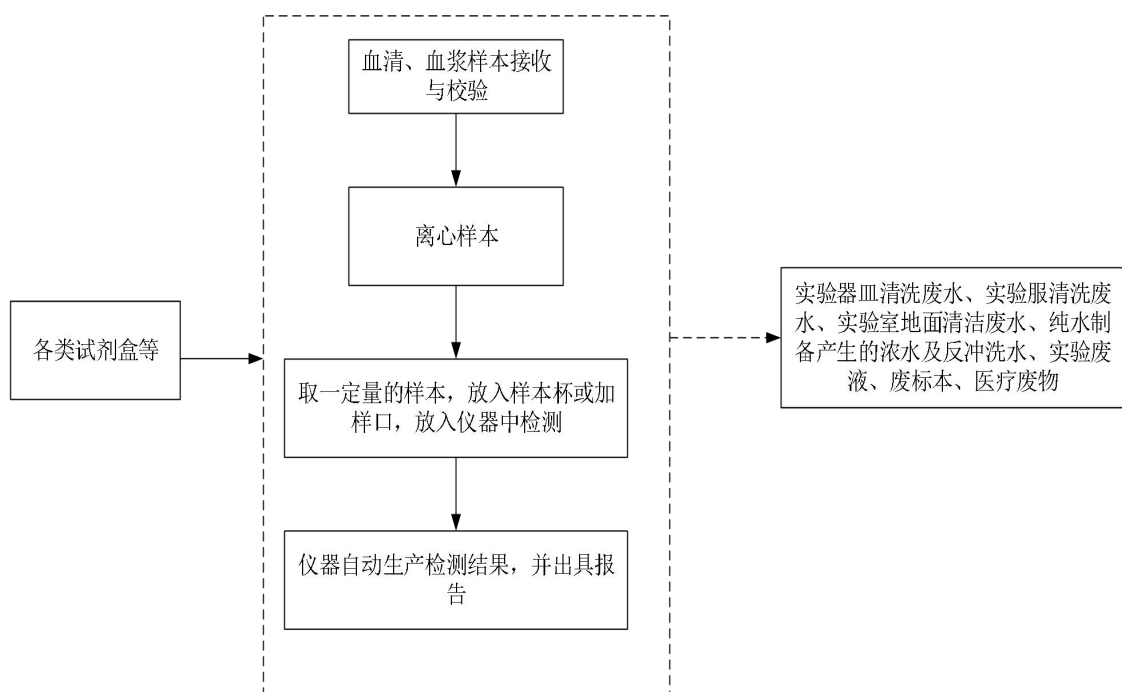 血清、血浆样本接收
与校验
离心样本
各类试剂盒等
取一定量的样本，放入样本杯或加
样口，放入仪器中检测
仪器自动生产检测结果，并出具报
告
实验器皿清洗废水、实验服清洗废
水、实验室地面清洁废水、纯水制
备产生的浓水及反冲洗水、实验废
液、废标本、医疗废物